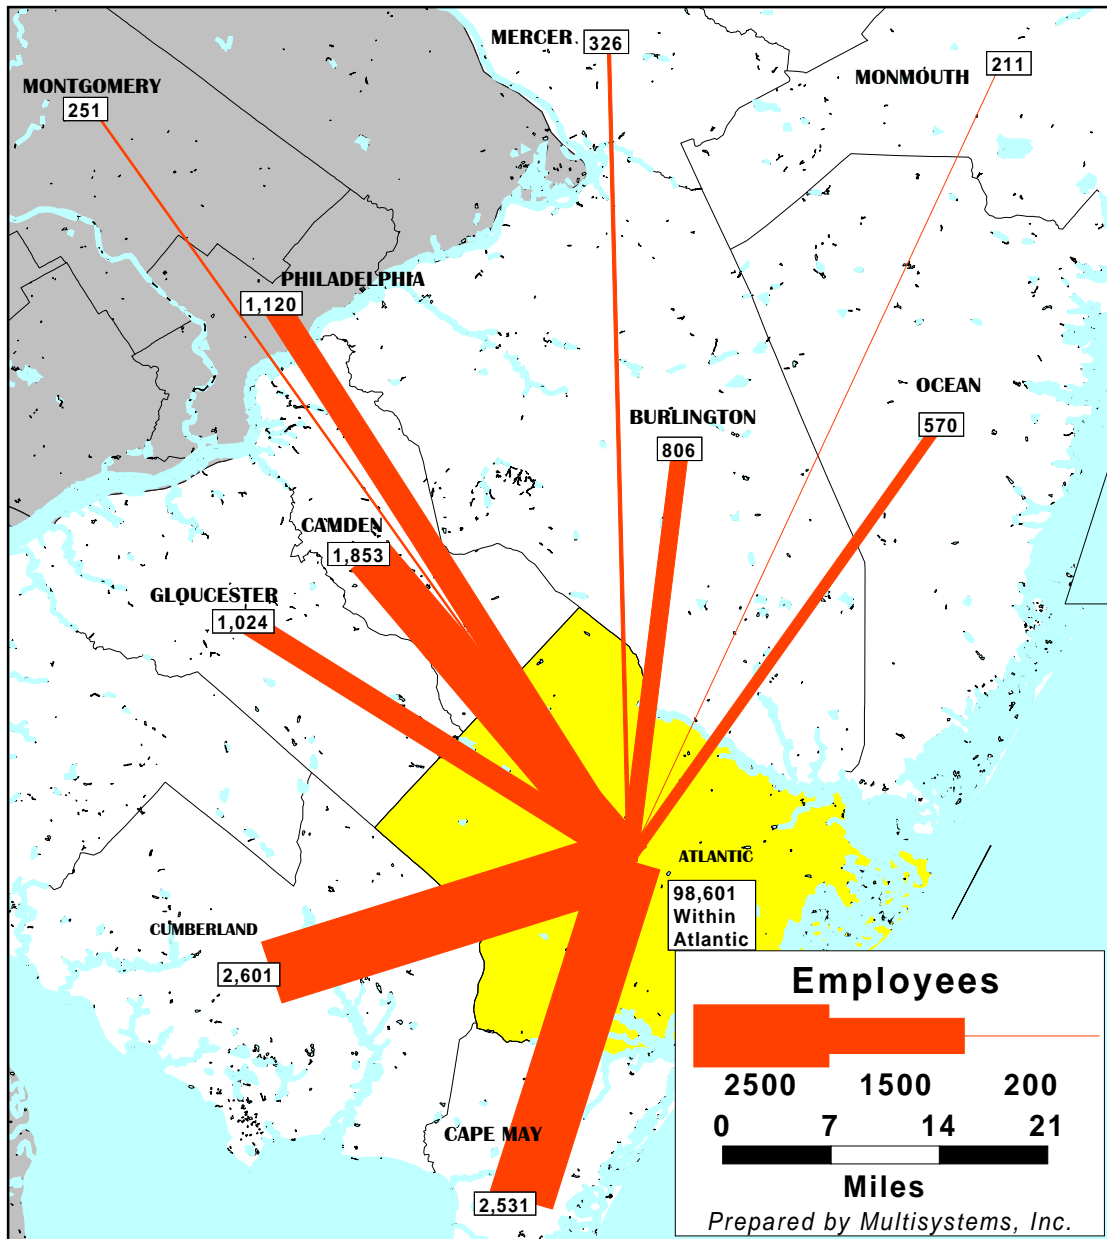 MERCER
326
MONMOUTH
211
MONTGOMERY
251
PHILADELPHIA
1,120
OCEAN
570
BURLINGTON
806
CAMDEN
1,853
GLOUCESTER
1,024
ATLANTIC
98,601
Within
Atlantic
CUMBERLAND
2,601
CAPE MAY
2,531
Employees
2500 1500 200
0 7 14 21
Miles
Prepared by Multisystems, Inc.